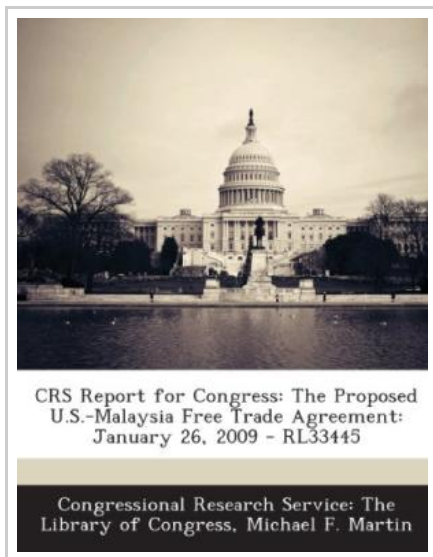 CRS Report for Congress: The Proposed
U.S.-Malaysia Free Trade Agreement:
January 26, 2009 - RL33445
Congressional Research Service: The
Library of Congress, Michael F. Martin